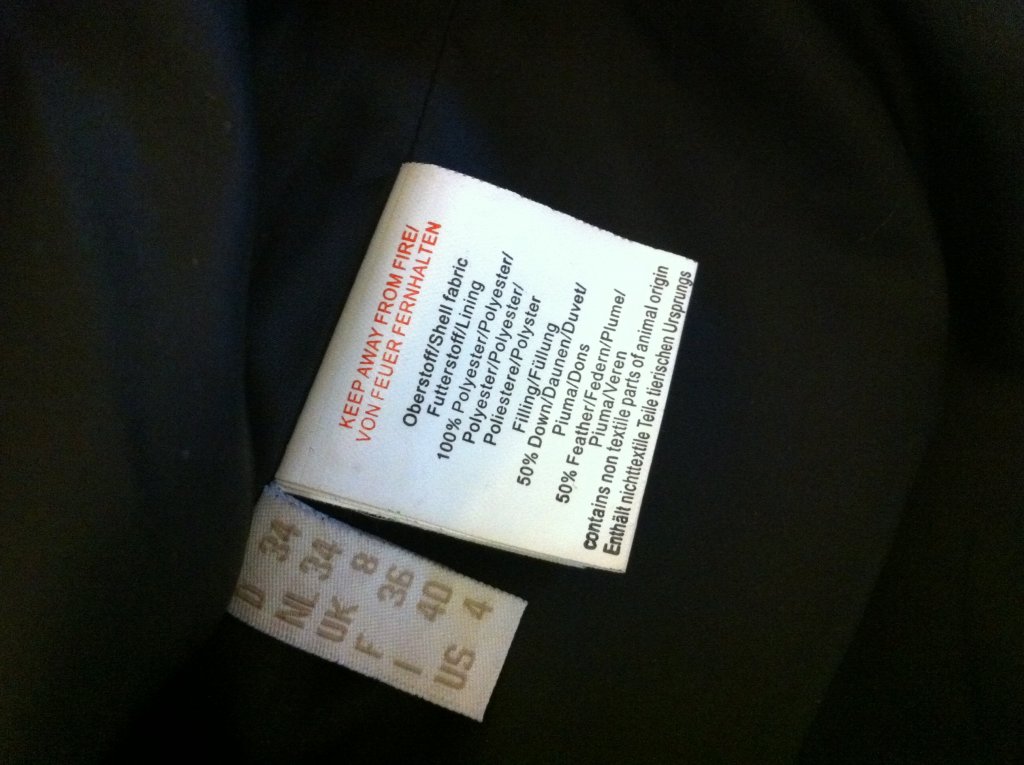 KEEP AWAY FROM FIRE/
VON FEUER FERNHALTEN
Oberstoff/Shell fabric
Futterstoff/Lining
100% Polyester/Polyester/
Polyester/Polyester/
Poliestere/Polyster
Filling/Füllung
50% Down/Daunen/Duvet/
Piuma/Dons
50% Feather/Federn/Plume/
Piuma/Veren
contains non textile parts of animal origin
Enthält nichttextile Teile tierischen Ursprungs
D 34
NL 34
UK 8
F 36
I 40
US 4